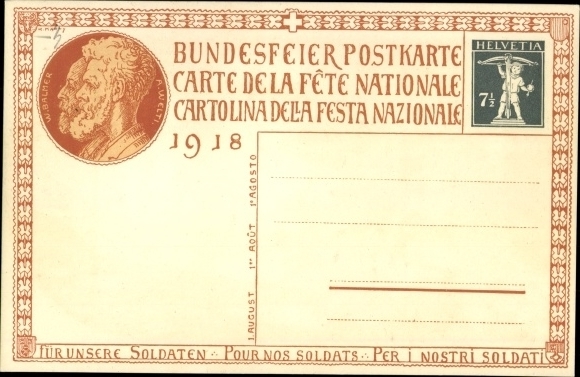 BUNDESFEIER POSTKARTE
CARTE DE LA FÊTE NATIONALE
CARTOLINA DELLA FESTA NAZIONALE
1918
W. BALMER
A. WELTI
HELVETIA
7½
1. AUGUST 1er AOÛT 1o AGOSTO
FÜR UNSERE SOLDATEN · POUR NOS SOLDATS · PER I NOSTRI SOLDATI